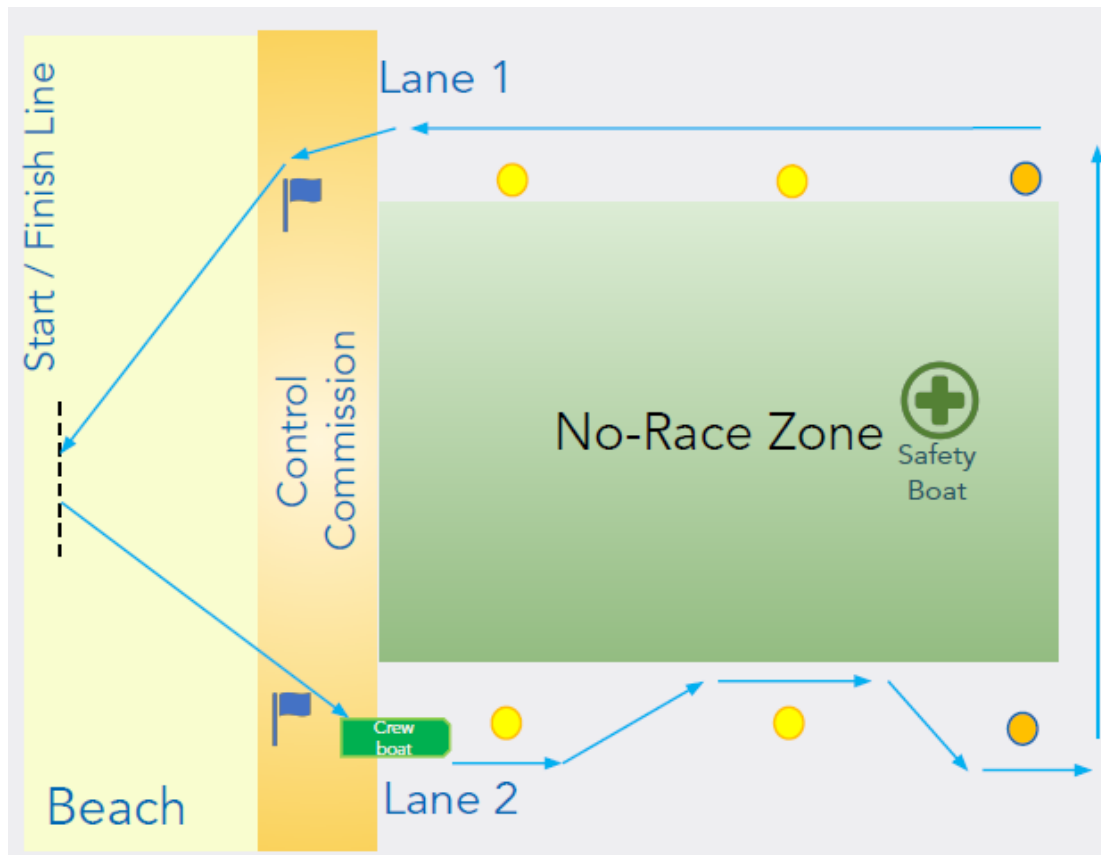 Lane 1
Start / Finish Line
Control
Commission
No-Race Zone
Safety
Boat
Crew
boat
Lane 2
Beach